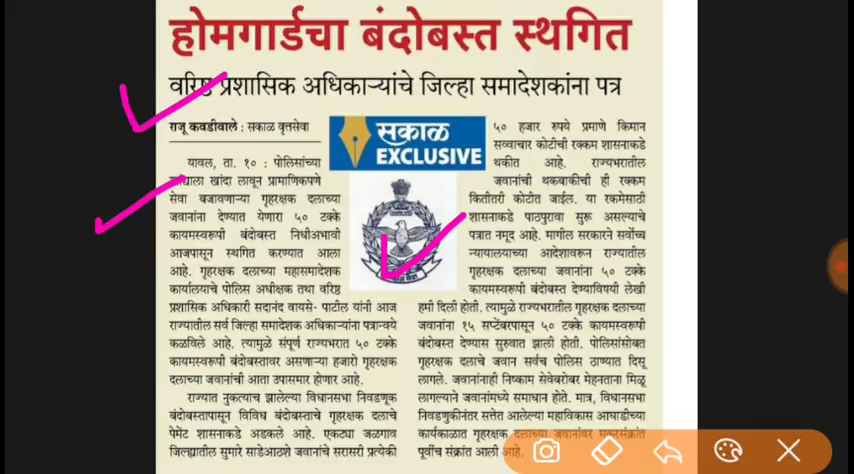 होमगार्डचा बंदोबस्त स्थगित
वरिष्ठ प्रशासिक अधिकाऱ्यांचे जिल्हा समादेशकांना पत्र
राजू कवडीवाले : सकाळ वृत्तसेवा
यावल, ता. १० : पोलिसांच्या
खांद्याला खांदा लावून प्रामाणिकपणे
सेवा बजावणाऱ्या गृहरक्षक दलाच्या
जवानांना देण्यात येणारा ५० टक्के
कायमस्वरूपी बंदोबस्त निधीअभावी
आजपासून स्थगित करण्यात आला
आहे. गृहरक्षक दलाच्या महासमादेशक
कार्यालयाचे पोलिस अधीक्षक तथा वरिष्ठ
प्रशासिक अधिकारी सदानंद वायसे- पाटील यांनी आज
राज्यातील सर्व जिल्हा समादेशक अधिकाऱ्यांना पत्रान्वये
कळविले आहे. त्यामुळे संपूर्ण राज्यभरात ५० टक्के
कायमस्वरूपी बंदोबस्तावर असणाऱ्या हजारो गृहरक्षक
दलाच्या जवानांची आता उपासमार होणार आहे.
राज्यात नुकत्याच झालेल्या विधानसभा निवडणूक
बंदोबस्तापासून विविध बंदोबस्ताचे गृहरक्षक दलाचे
पेमेंट शासनाकडे अडकले आहे. एकट्या जळगाव
जिल्ह्यातील सुमारे साडेआठशे जवानांचे सरासरी प्रत्येकी
सकाळ
EXCLUSIVE
५० हजार रुपये प्रमाणे किमान
सव्वाचार कोटीची रक्कम शासनाकडे
थकीत आहे. राज्यभरातील
जवानांची थकबाकीची ही रक्कम
कितीतरी कोटीत जाईल. या रकमेसाठी
शासनाकडे पाठपुरावा सुरू असल्याचे
पत्रात नमूद आहे. मागील सरकारने सर्वोच्च
न्यायालयाच्या आदेशावरून राज्यातील
गृहरक्षक दलाच्या जवानांना ५० टक्के
कायमस्वरूपी बंदोबस्त देण्याविषयी लेखी
हमी दिली होती. त्यामुळे राज्यभरातील गृहरक्षक दलाच्या
जवानांना १५ सप्टेंबरपासून ५० टक्के कायमस्वरूपी
बंदोबस्त देण्यास सुरुवात झाली होती. पोलिसांसोबत
गृहरक्षक दलाचे जवान सर्वच पोलिस ठाण्यात दिसू
लागले. जवानांनाही निष्काम सेवेबरोबर मेहनताना मिळू
लागल्याने जवानांमध्ये समाधान होते. मात्र, विधानसभा
निवडणुकीनंतर सत्तेत आलेल्या महाविकास आघाडीच्या
कार्यकाळात गृहरक्षक दलाच्या जवानांवर मकरसंक्रांत
पूर्वीच संक्रांत आली आहे.